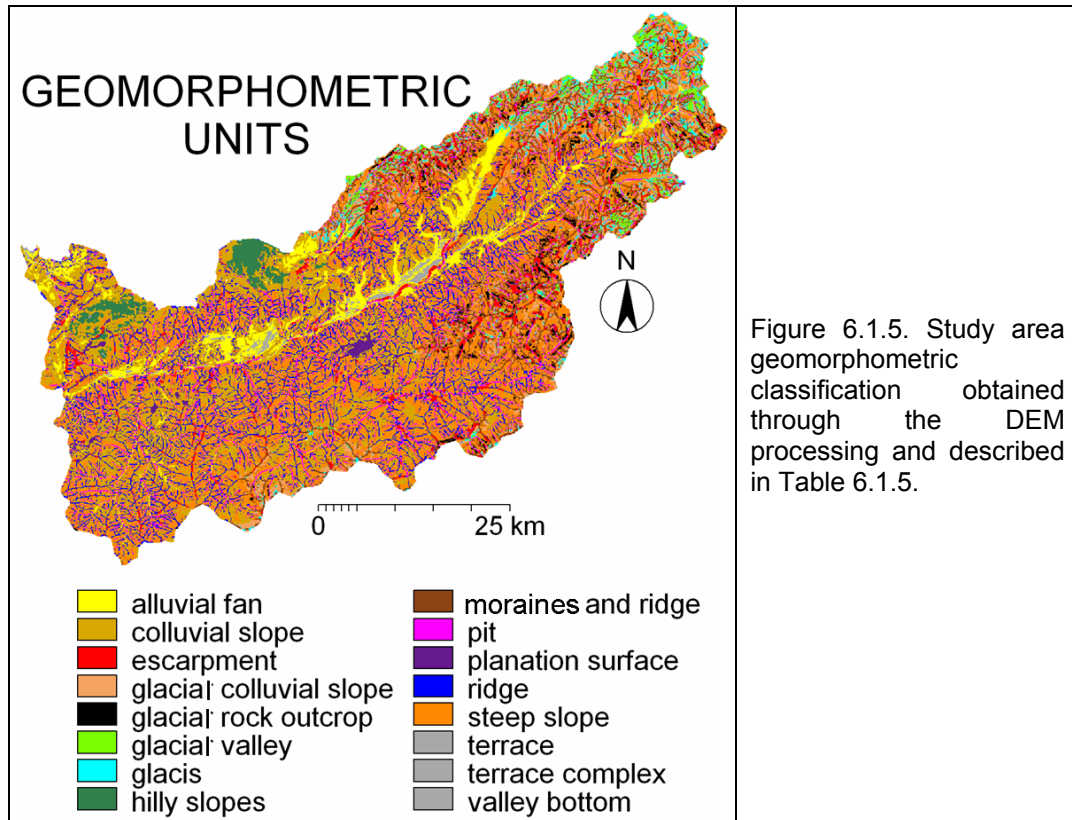 GEOMORPHOMETRIC
UNITS
N
0 25 km
alluvial fan
colluvial slope
escarpment
glacial colluvial slope
glacial rock outcrop
glacial valley
glacis
hilly slopes
moraines and ridge
pit
planation surface
ridge
steep slope
terrace
terrace complex
valley bottom
Figure 6.1.5. Study area
geomorphometric
classification obtained
through the DEM
processing and described
in Table 6.1.5.